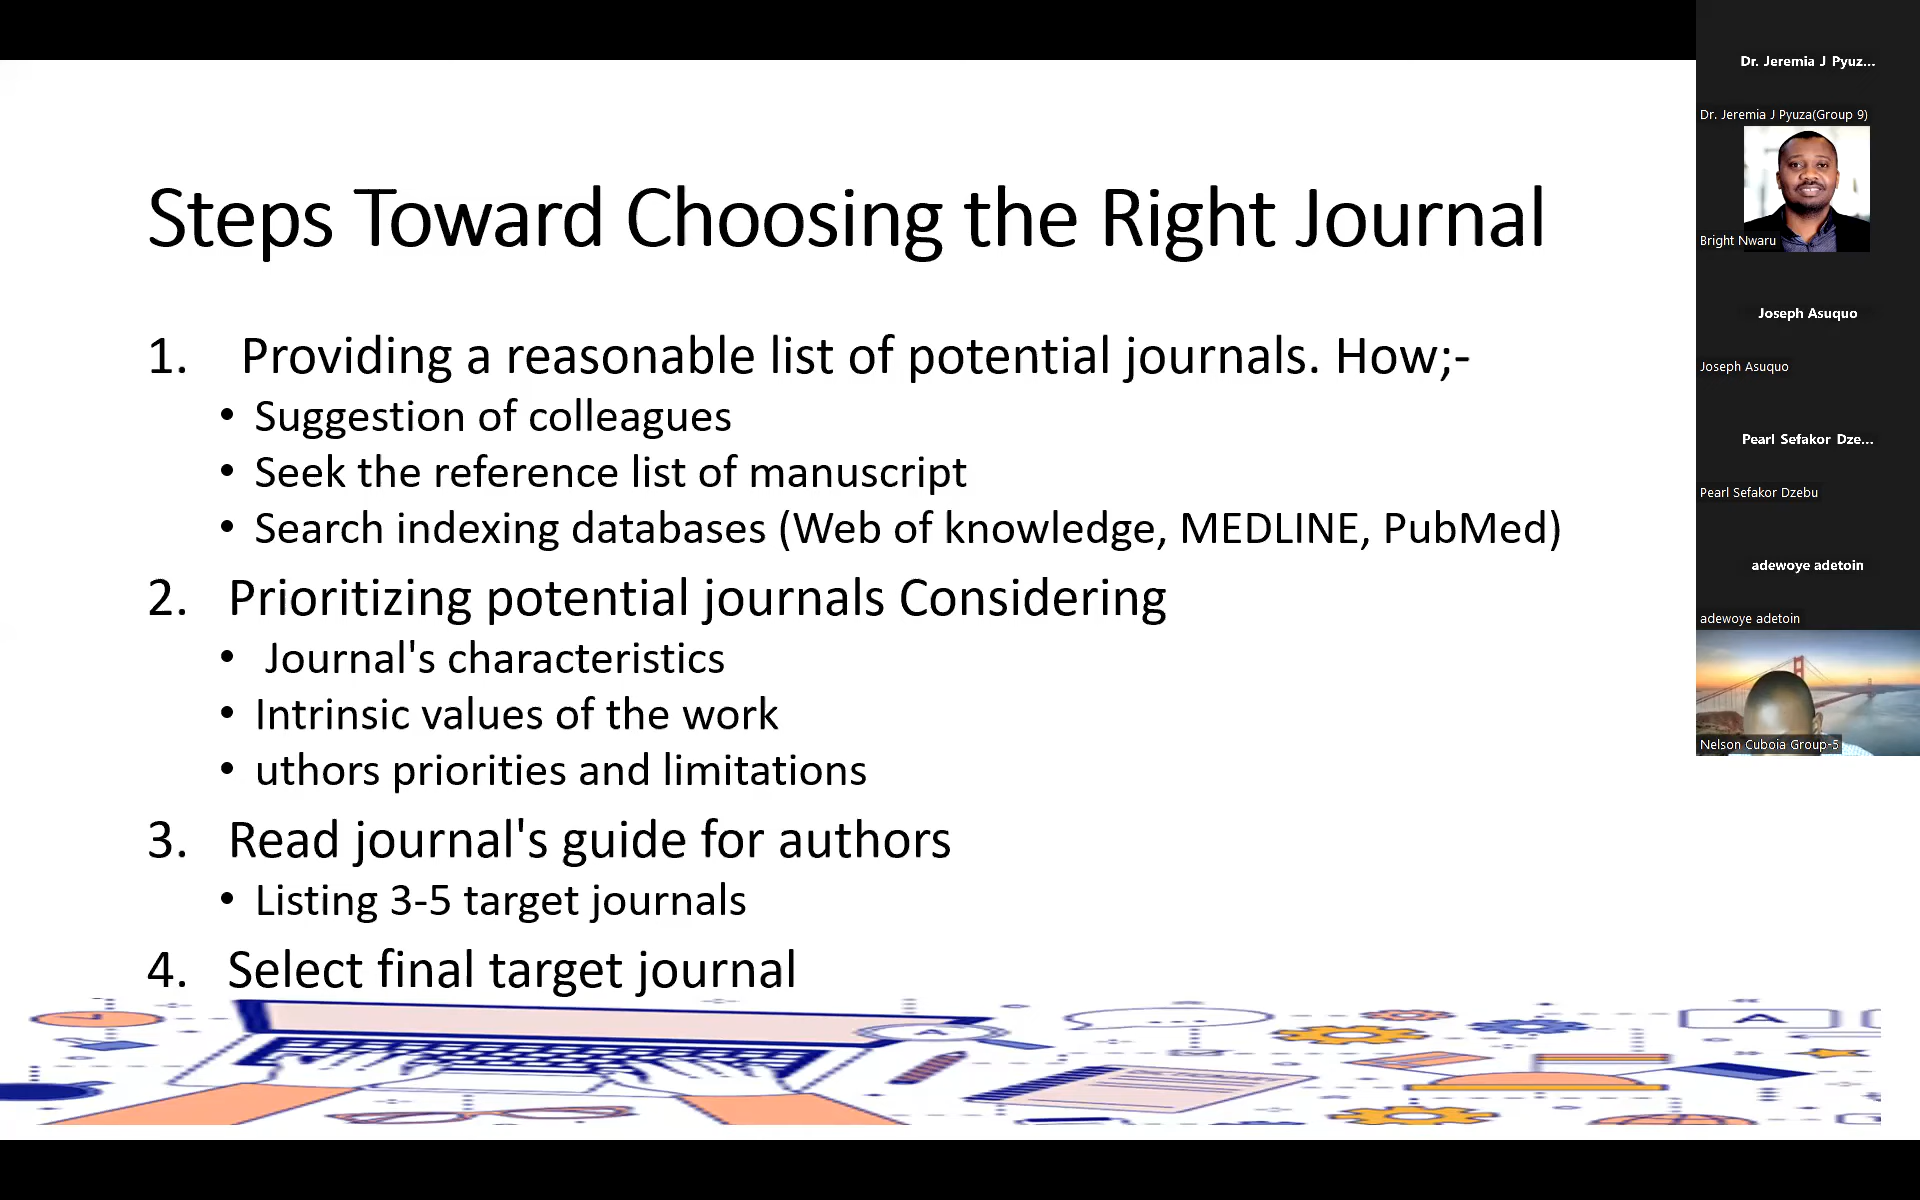 Steps Toward Choosing the Right Journal
1. Providing a reasonable list of potential journals. How;-
• Suggestion of colleagues
• Seek the reference list of manuscript
• Search indexing databases (Web of knowledge, MEDLINE, PubMed)
2. Prioritizing potential journals Considering
• Journal's characteristics
• Intrinsic values of the work
• uthors priorities and limitations
3. Read journal's guide for authors
• Listing 3-5 target journals
4. Select final target journal
A
A
Dr. Jeremia J Pyuz...
Dr. Jeremia J Pyuza(Group 9)
Bright Nwaru
Joseph Asuquo
Joseph Asuquo
Pearl Sefakor Dze...
Pearl Sefakor Dzebu
adewoye adetoin
adewoye adetoin
Nelson Cuboia Group-5